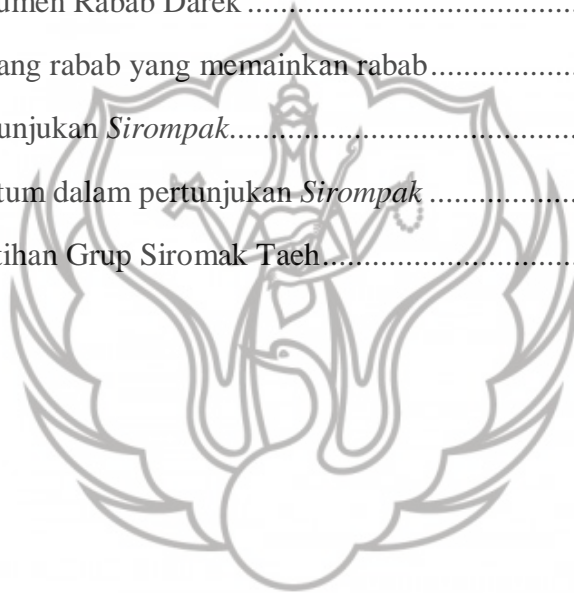 umen Rabab Darek ........................................
ang rabab yang memainkan rabab ..................
unjukan Sirompak ..........................................
tum dalam pertunjukan Sirompak ..................
tihan Grup Siromak Taeh ...............................